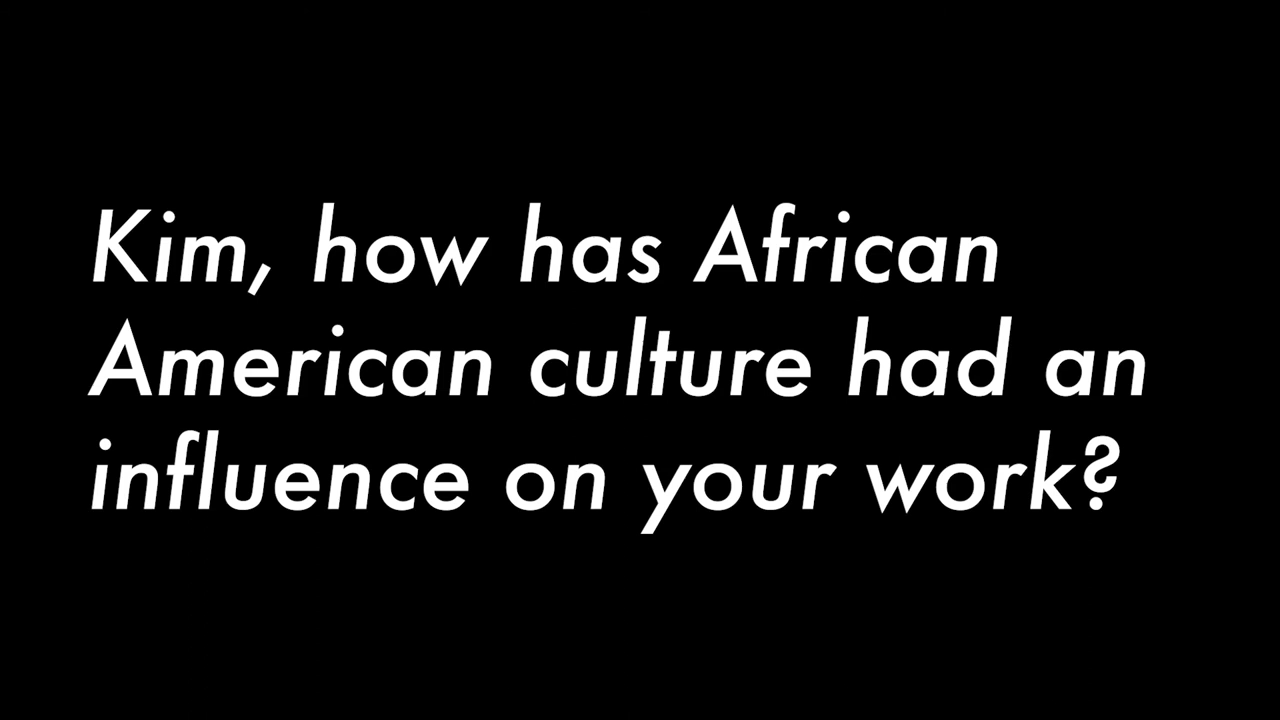 Kim, how has African
American culture had an
influence on your work?